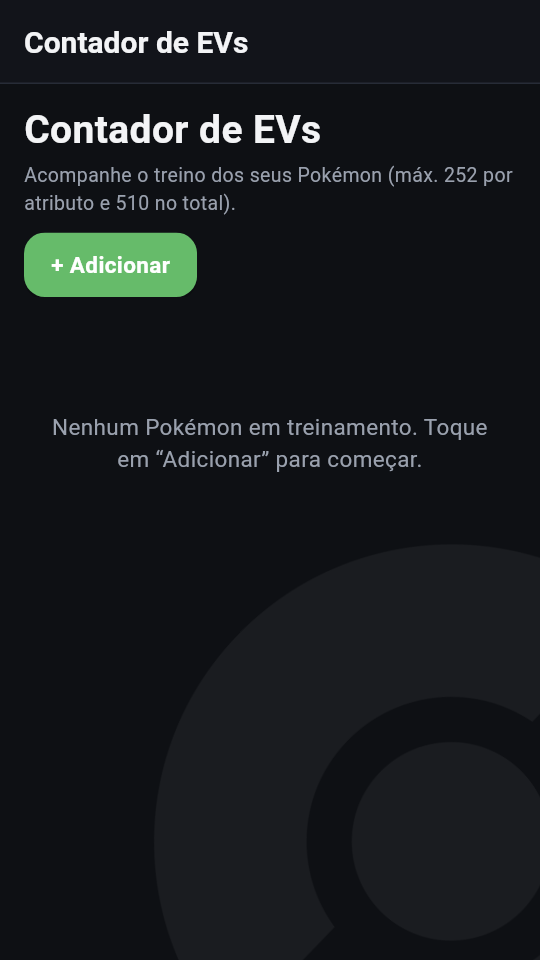 Contador de EVs
Contador de EVs
Acompanhe o treino dos seus Pokémon (máx. 252 por
atributo e 510 no total).
+ Adicionar
Nenhum Pokémon em treinamento. Toque
em “Adicionar” para começar.